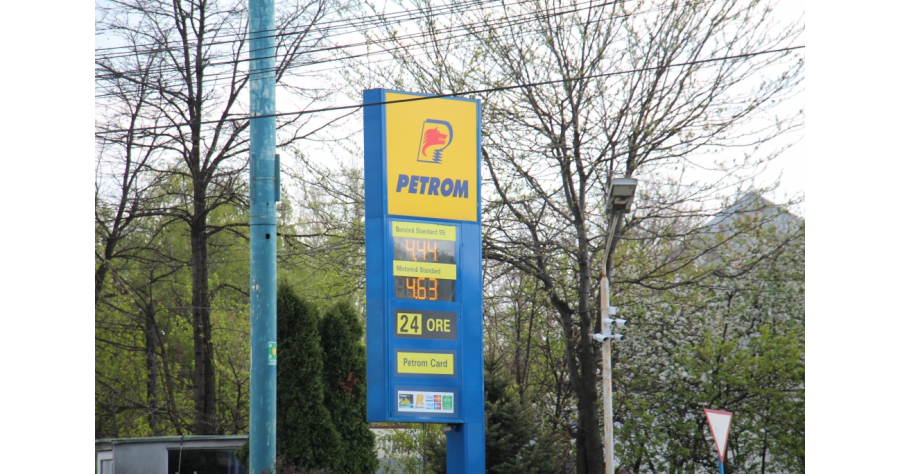 PETROM
Benzină Standard 95
4.44
Motorină Standard
4.63
24 ORE
Petrom Card